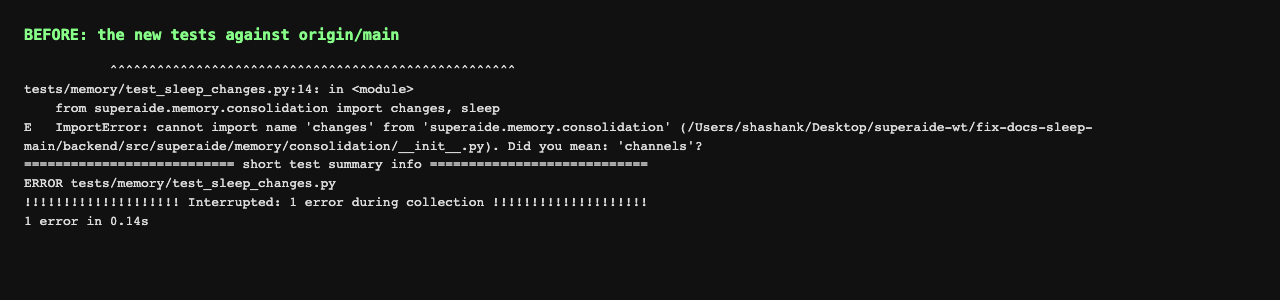 BEFORE: the new tests against origin/main
^^^^^^^^^^^^^^^^^^^^^^^^^^^^^^^^^^^^^^^^^^^^^^^^^^^^
tests/memory/test_sleep_changes.py:14: in <module>
    from superaide.memory.consolidation import changes, sleep
E   ImportError: cannot import name 'changes' from 'superaide.memory.consolidation' (/Users/shashank/Desktop/superaide-wt/fix-docs-sleep-
main/backend/src/superaide/memory/consolidation/__init__.py). Did you mean: 'channels'?
=========================== short test summary info ============================
ERROR tests/memory/test_sleep_changes.py
!!!!!!!!!!!!!!!!!!!! Interrupted: 1 error during collection !!!!!!!!!!!!!!!!!!!!
1 error in 0.14s